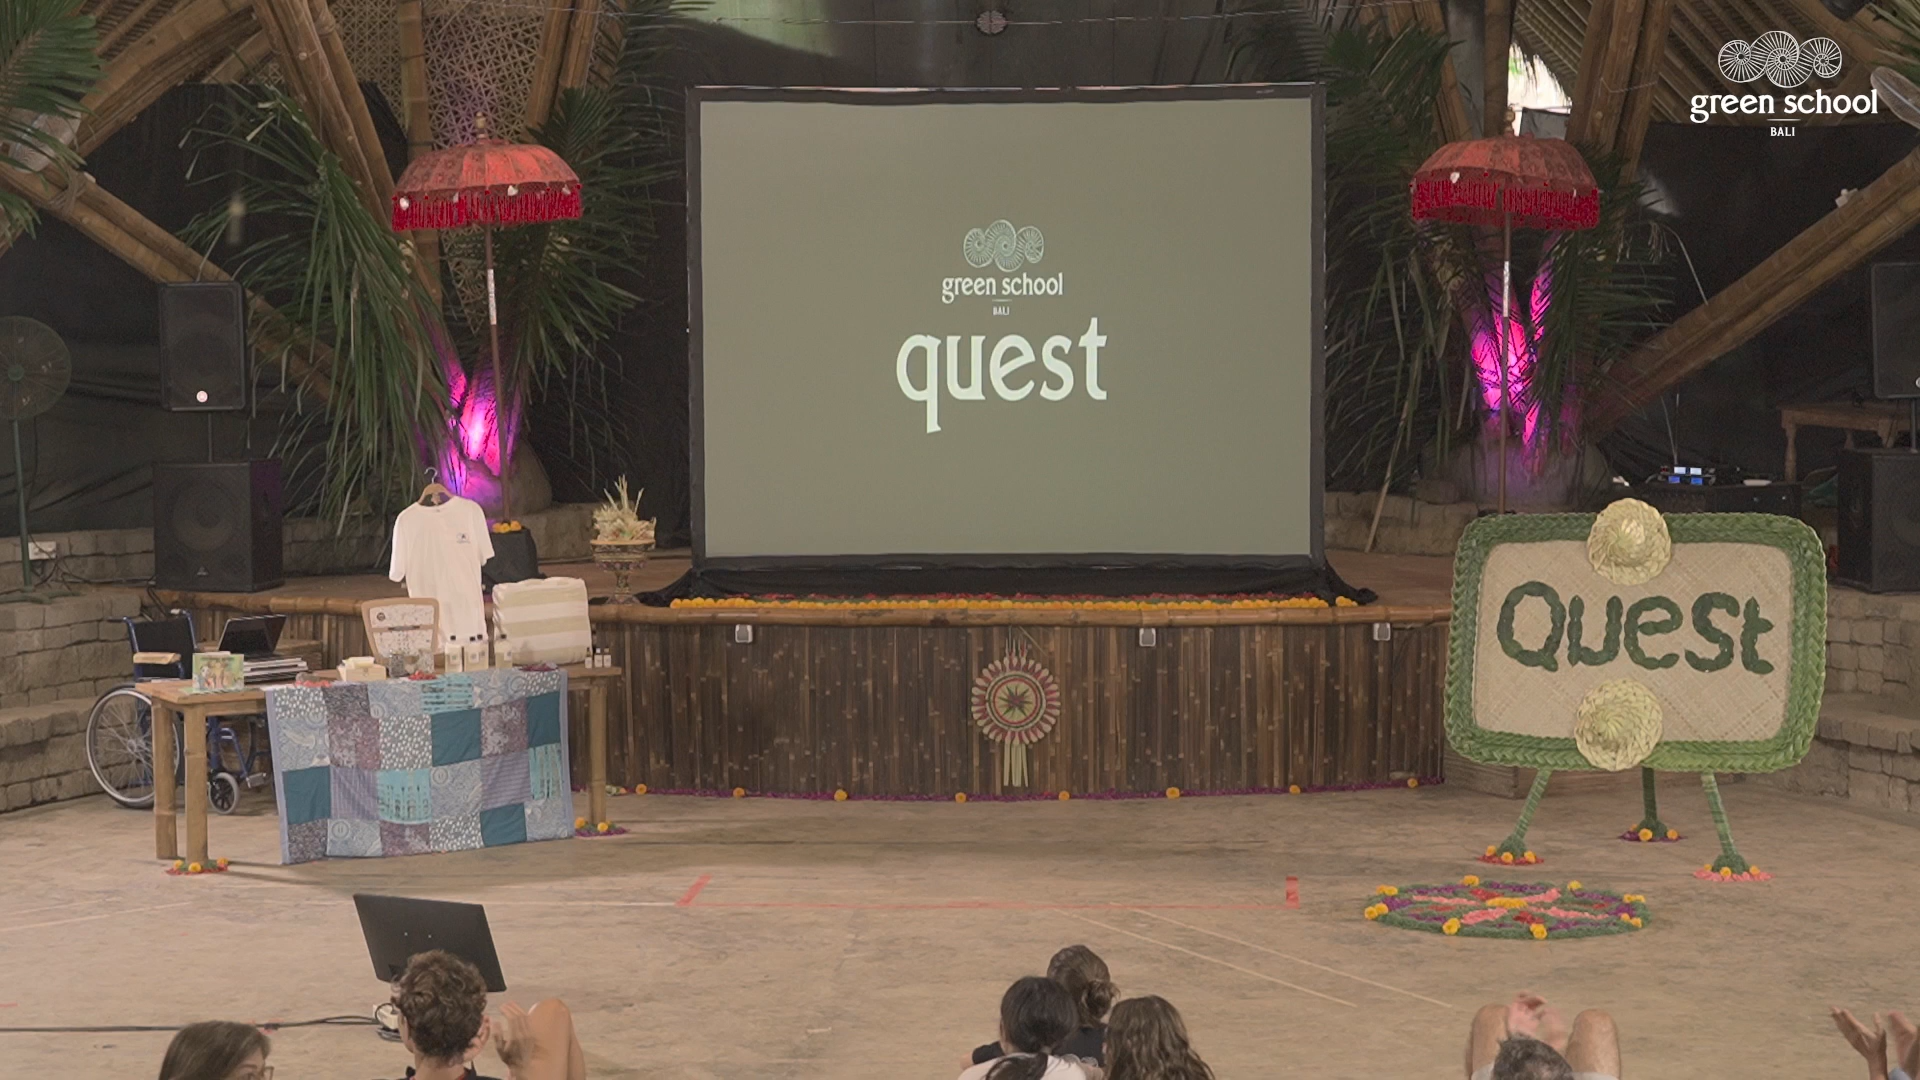 green school
BALI
green school
BALI
quest
Quest